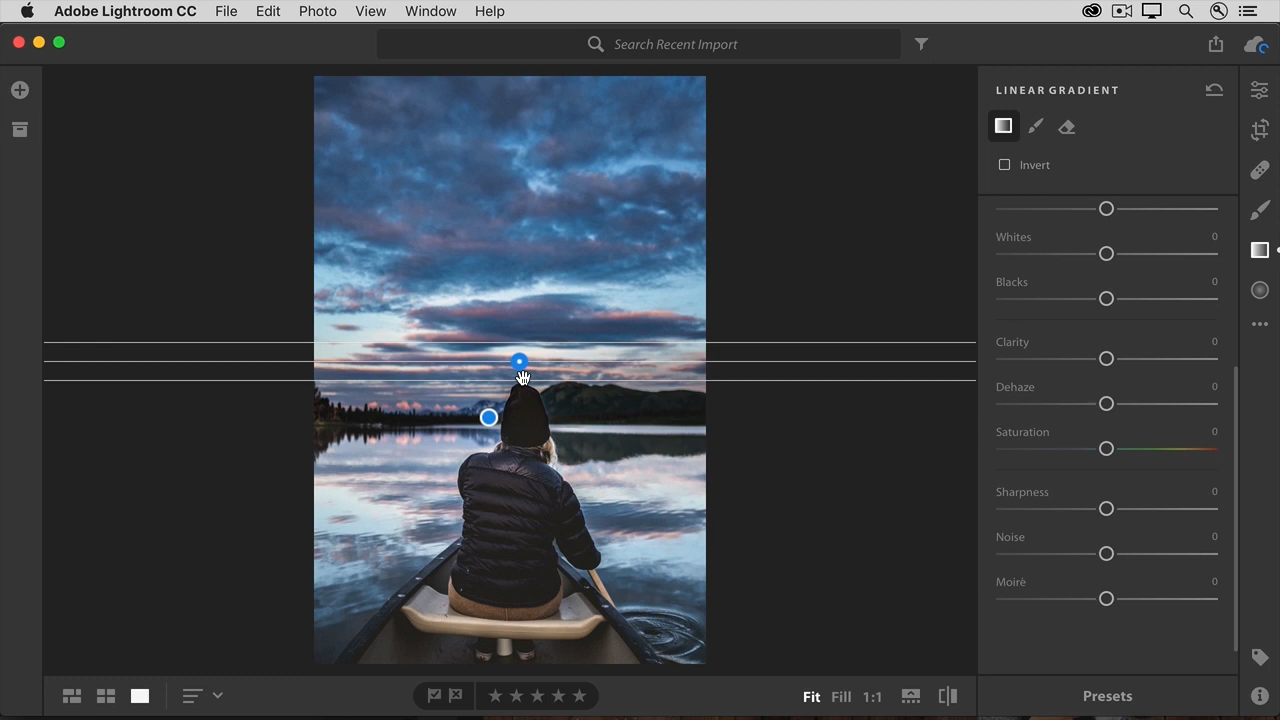 Adobe Lightroom CC File Edit Photo View Window Help
Search Recent Import
LINEAR GRADIENT
Invert
Whites 0
Blacks 0
Clarity 0
Dehaze 0
Saturation 0
Sharpness 0
Noise 0
Moirè 0
Fit Fill 1:1
Presets